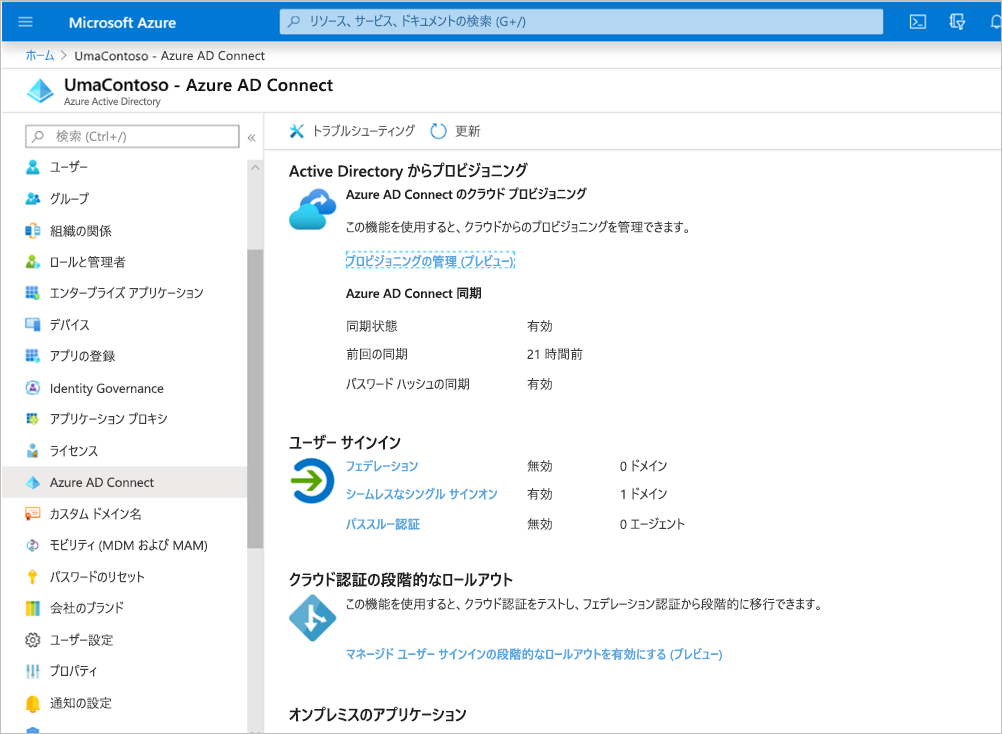 Microsoft Azure
リソース、サービス、ドキュメントの検索 (G+/)
ホーム > UmaContoso - Azure AD Connect
UmaContoso - Azure AD Connect
Azure Active Directory
検索 (Ctrl+/)
«
ユーザー
グループ
組織の関係
ロールと管理者
エンタープライズ アプリケーション
デバイス
アプリの登録
Identity Governance
アプリケーション プロキシ
ライセンス
Azure AD Connect
カスタム ドメイン名
モビリティ (MDM および MAM)
パスワードのリセット
会社のブランド
ユーザー設定
プロパティ
通知の設定
トラブルシューティング 更新
Active Directory からプロビジョニング
Azure AD Connect のクラウド プロビジョニング
この機能を使用すると、クラウドからのプロビジョニングを管理できます。
プロビジョニングの管理 (プレビュー)
Azure AD Connect 同期
同期状態 有効
前回の同期 21 時間前
パスワード ハッシュの同期 有効
ユーザー サインイン
フェデレーション 無効 0 ドメイン
シームレスなシングル サインオン 有効 1 ドメイン
パススルー認証 無効 0 エージェント
クラウド認証の段階的なロールアウト
この機能を使用すると、クラウド認証をテストし、フェデレーション認証から段階的に移行できます。
マネージド ユーザー サインインの段階的なロールアウトを有効にする (プレビュー)
オンプレミスのアプリケーション